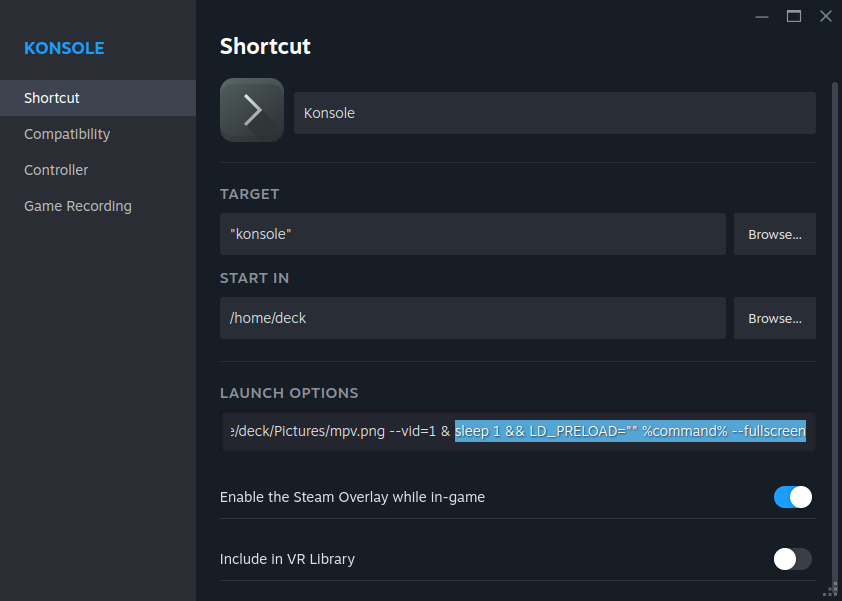 KONSOLE
Shortcut
Compatibility
Controller
Game Recording
Shortcut
Konsole
TARGET
"konsole"
Browse...
START IN
/home/deck
Browse...
LAUNCH OPTIONS
e/deck/Pictures/mpv.png --vid=1 & sleep 1 && LD_PRELOAD="" %command% --fullscreen
Enable the Steam Overlay while in-game
Include in VR Library